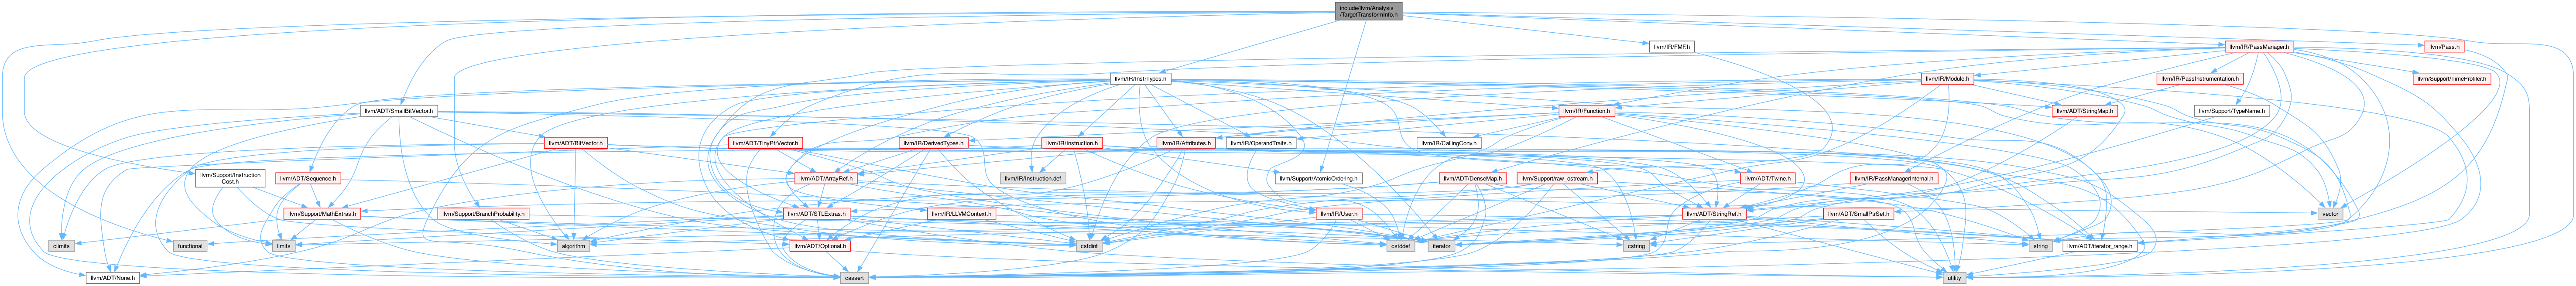 include/llvm/Analysis
/TargetTransformInfo.h
llvm/IR/FMF.h
llvm/IR/PassManager.h
llvm/Pass.h
llvm/IR/InstrTypes.h
llvm/IR/Module.h
llvm/IR/PassInstrumentation.h
llvm/Support/TimeProfiler.h
llvm/ADT/SmallBitVector.h
llvm/IR/Function.h
llvm/ADT/StringMap.h
llvm/Support/TypeName.h
llvm/ADT/BitVector.h
llvm/ADT/TinyPtrVector.h
llvm/IR/DerivedTypes.h
llvm/IR/Instruction.h
llvm/IR/Attributes.h
llvm/IR/OperandTraits.h
llvm/IR/CallingConv.h
llvm/Support/Instruction
Cost.h
llvm/ADT/Sequence.h
llvm/ADT/ArrayRef.h
llvm/IR/Instruction.def
llvm/Support/AtomicOrdering.h
llvm/ADT/DenseMap.h
llvm/Support/raw_ostream.h
llvm/ADT/Twine.h
llvm/IR/PassManagerInternal.h
llvm/Support/MathExtras.h
llvm/Support/BranchProbability.h
llvm/ADT/STLExtras.h
llvm/IR/LLVMContext.h
llvm/IR/User.h
llvm/ADT/StringRef.h
llvm/ADT/SmallPtrSet.h
vector
climits
functional
limits
algorithm
llvm/ADT/Optional.h
cstdint
cstddef
iterator
cstring
string
llvm/ADT/iterator_range.h
llvm/ADT/None.h
cassert
utility